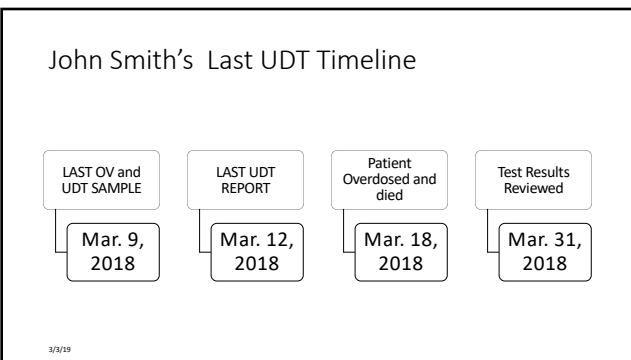 John Smith's  Last UDT Timeline
LAST OV and
UDT SAMPLE
Mar. 9,
2018
LAST UDT
REPORT
Mar. 12,
2018
Patient
Overdosed and
died
Mar. 18,
2018
Test Results
Reviewed
Mar. 31,
2018
3/3/19